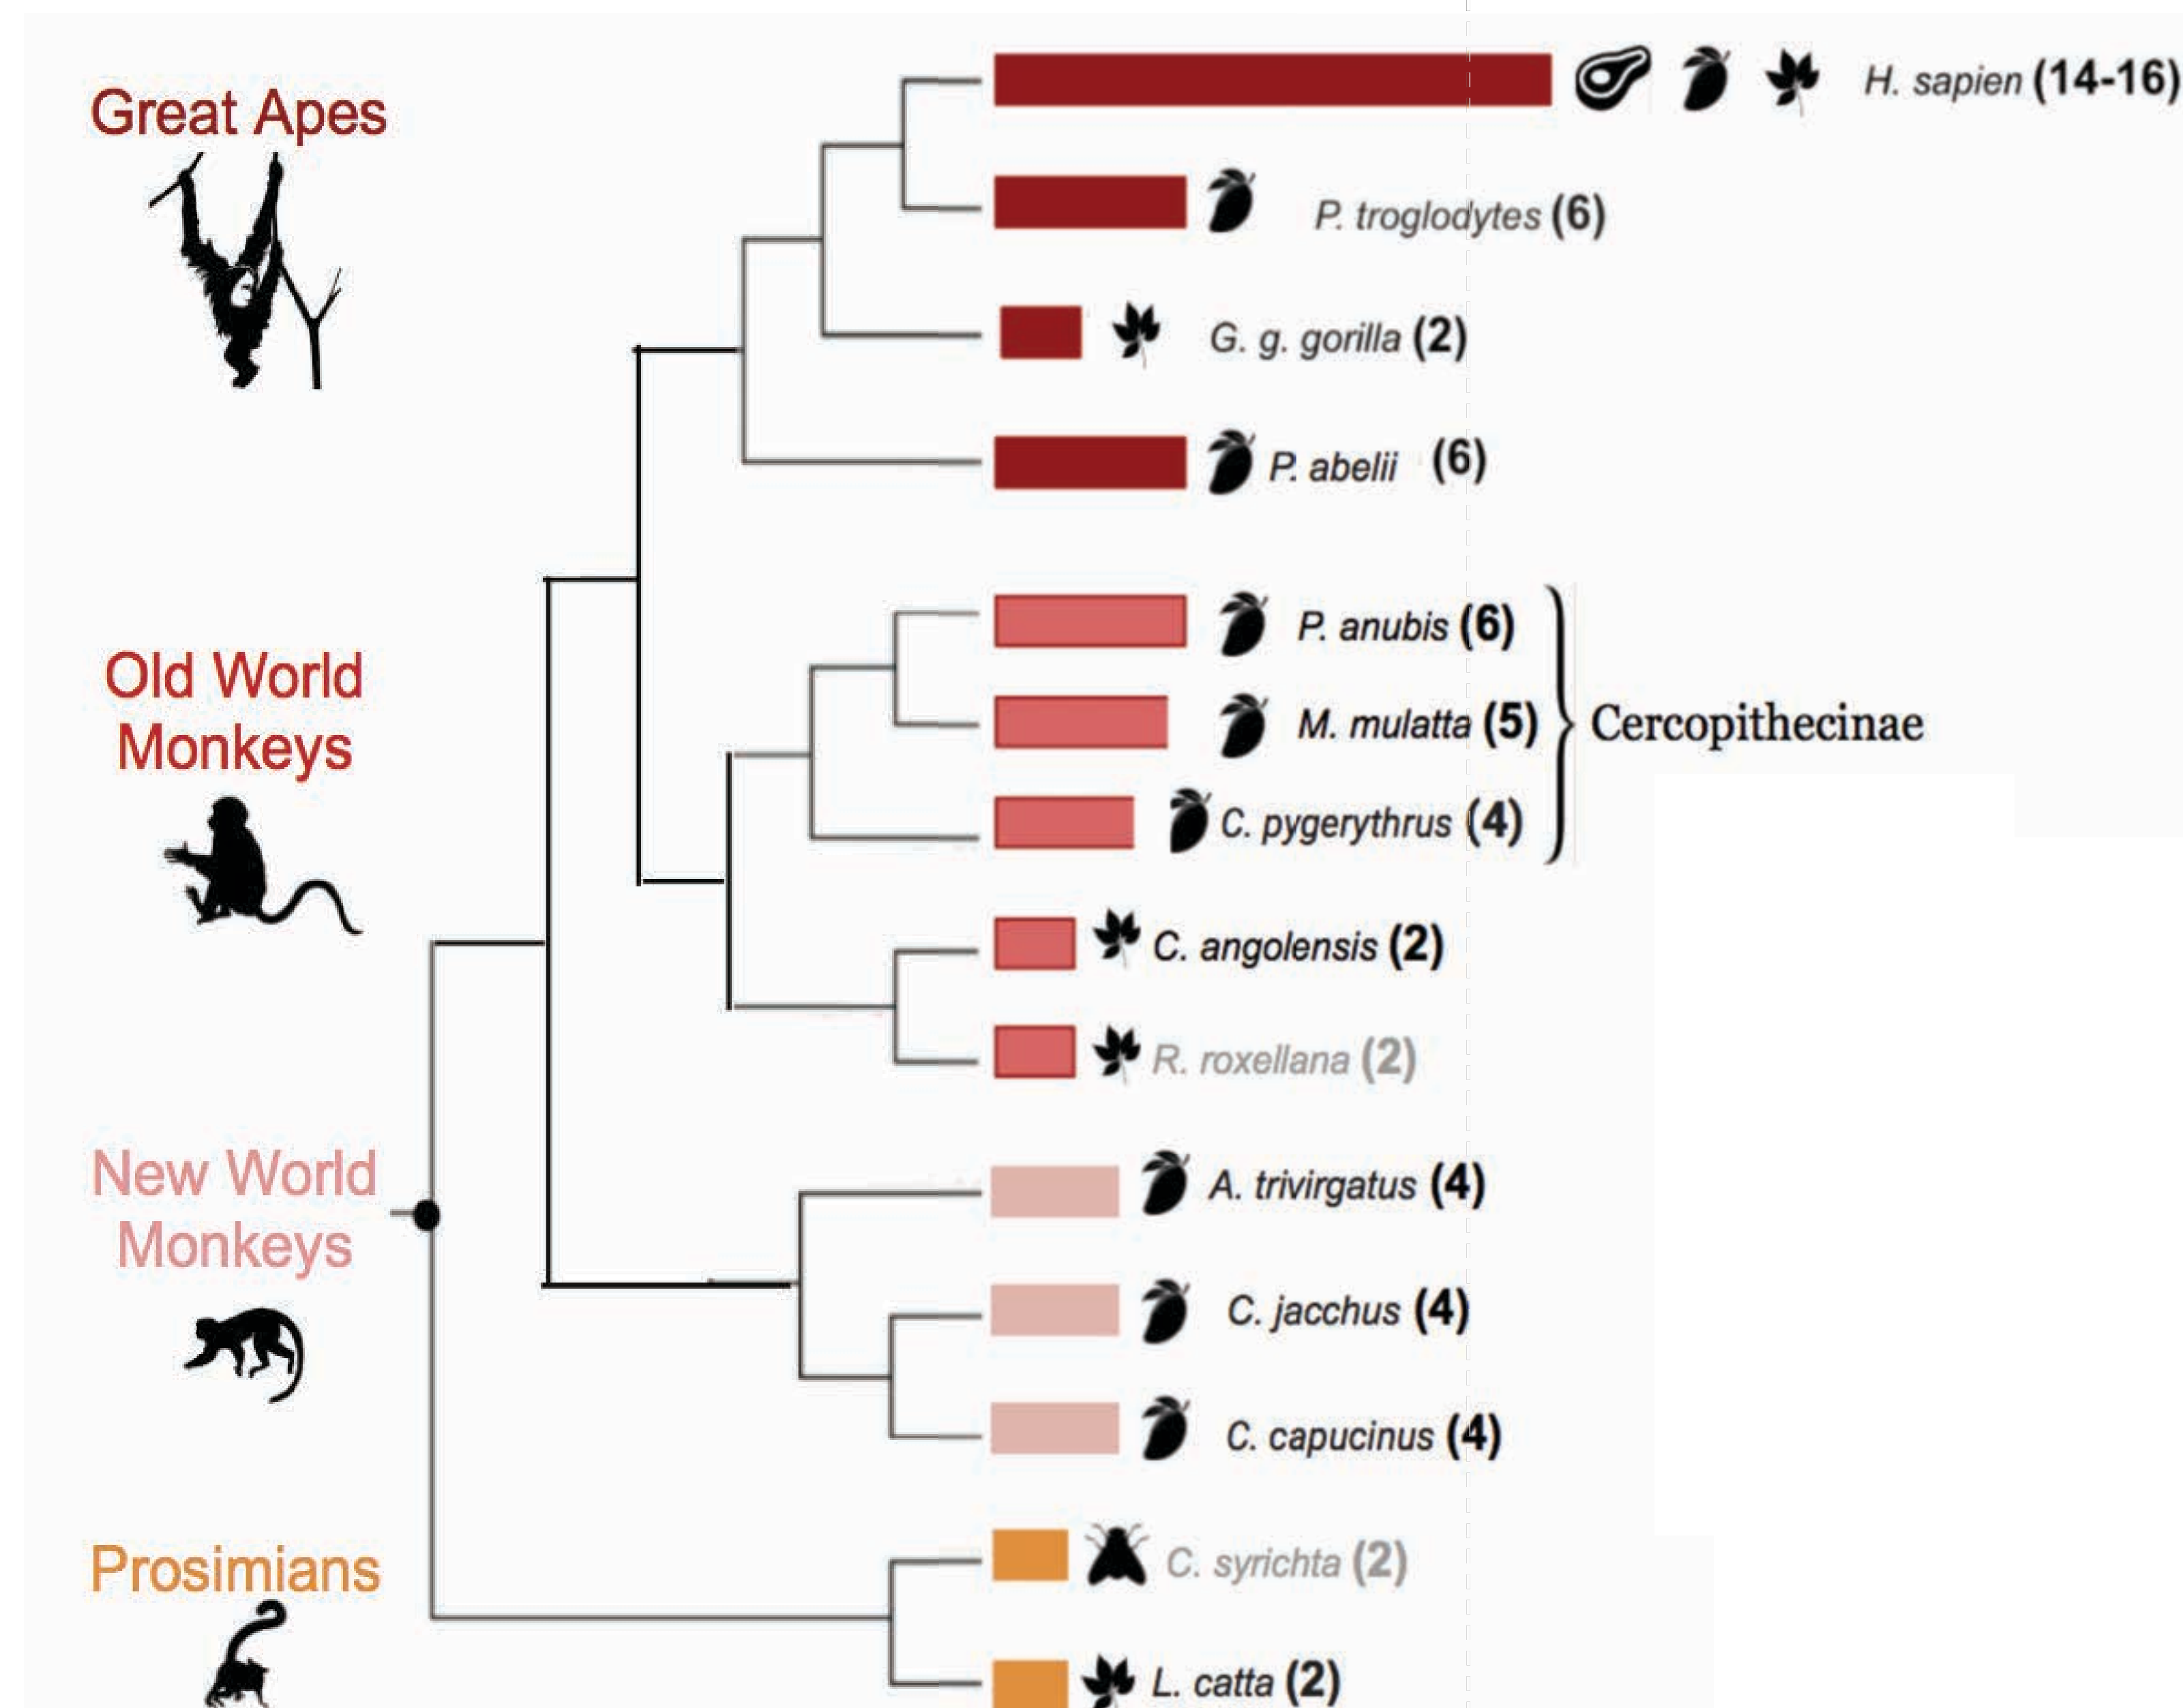 Great Apes
H. sapien (14-16)
P. troglodytes (6)
G. g. gorilla (2)
P. abelii (6)
Old World
Monkeys
P. anubis (6)
M. mulatta (5)
Cercopithecinae
C. pygerythrus (4)
C. angolensis (2)
R. roxellana (2)
New World
Monkeys
A. trivirgatus (4)
C. jacchus (4)
C. capucinus (4)
Prosimians
C. syrichta (2)
L. catta (2)